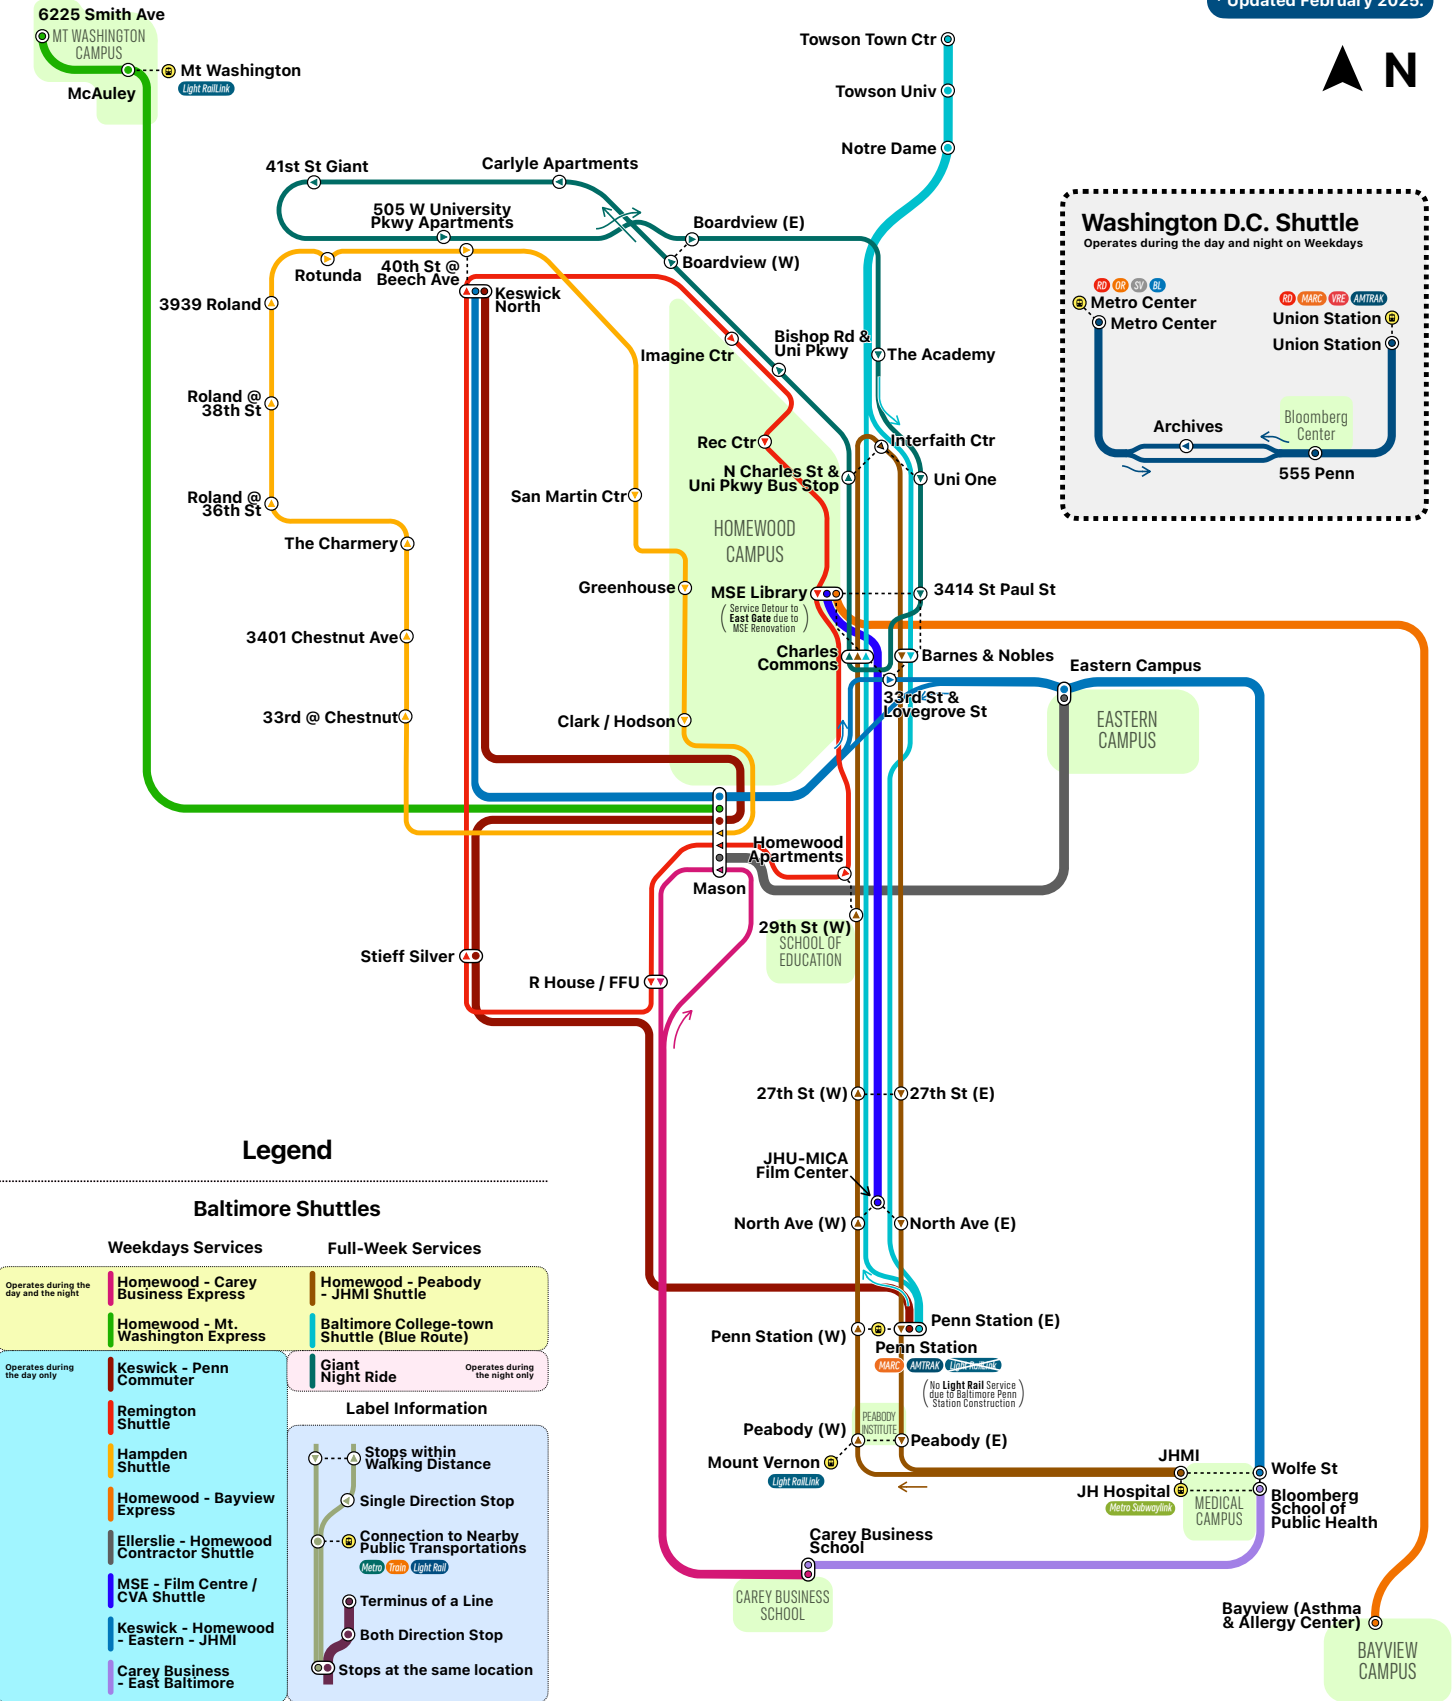 6225 Smith Ave
MT WASHINGTON
CAMPUS
Mt Washington
Light RailLink
McAuley
Updated February 2025.
N
Towson Town Ctr
Towson Univ
Notre Dame
41st St Giant
Carlyle Apartments
505 W University
Pkwy Apartments
Boardview (E)
Boardview (W)
Rotunda
40th St @
Beech Ave
Keswick
North
3939 Roland
Imagine Ctr
Bishop Rd &
Uni Pkwy
The Academy
Roland @
38th St
Rec Ctr
Interfaith Ctr
N Charles St &
Uni Pkwy Bus Stop
Uni One
San Martin Ctr
Roland @
36th St
The Charmery
HOMEWOOD
CAMPUS
Greenhouse
MSE Library
(Service Detour to
East Gate due to
MSE Renovation)
3414 St Paul St
3401 Chestnut Ave
Charles
Commons
Barnes & Nobles
33rd St &
Lovegrove St
Eastern Campus
EASTERN
CAMPUS
33rd @ Chestnut
Clark / Hodson
Homewood
Apartments
Mason
29th St (W)
SCHOOL OF
EDUCATION
Stieff Silver
R House / FFU
27th St (W)
27th St (E)
JHU-MICA
Film Center
North Ave (W)
North Ave (E)
Penn Station (W)
Penn Station (E)
Penn Station
MARC
AMTRAK
Light RailLink
(No Light Rail Service
due to Baltimore Penn
Station Construction)
PEABODY
INSTITUTE
Peabody (W)
Peabody (E)
Mount Vernon
Light RailLink
JHMI
JH Hospital
Metro Subwaylink
MEDICAL
CAMPUS
Wolfe St
Bloomberg
School of
Public Health
Carey Business
School
CAREY BUSINESS
SCHOOL
Bayview (Asthma
& Allergy Center)
BAYVIEW
CAMPUS
Washington D.C. Shuttle
Operates during the day and night on Weekdays
RD OR SV BL
Metro Center
Metro Center
RD MARC VRE AMTRAK
Union Station
Union Station
Archives
Bloomberg
Center
555 Penn
Legend
Baltimore Shuttles
Weekdays Services
Full-Week Services
Operates during the
day and the night
Homewood - Carey
Business Express
Homewood - Mt.
Washington Express
Homewood - Peabody
- JHMI Shuttle
Baltimore College-town
Shuttle (Blue Route)
Operates during
the day only
Keswick - Penn
Commuter
Remington
Shuttle
Hampden
Shuttle
Homewood - Bayview
Express
Ellerslie - Homewood
Contractor Shuttle
MSE - Film Centre /
CVA Shuttle
Keswick - Homewood
- Eastern - JHMI
Carey Business
- East Baltimore
Giant
Night Ride
Operates during
the night only
Label Information
Stops within
Walking Distance
Single Direction Stop
Connection to Nearby
Public Transportations
Metro Train Light Rail
Terminus of a Line
Both Direction Stop
Stops at the same location